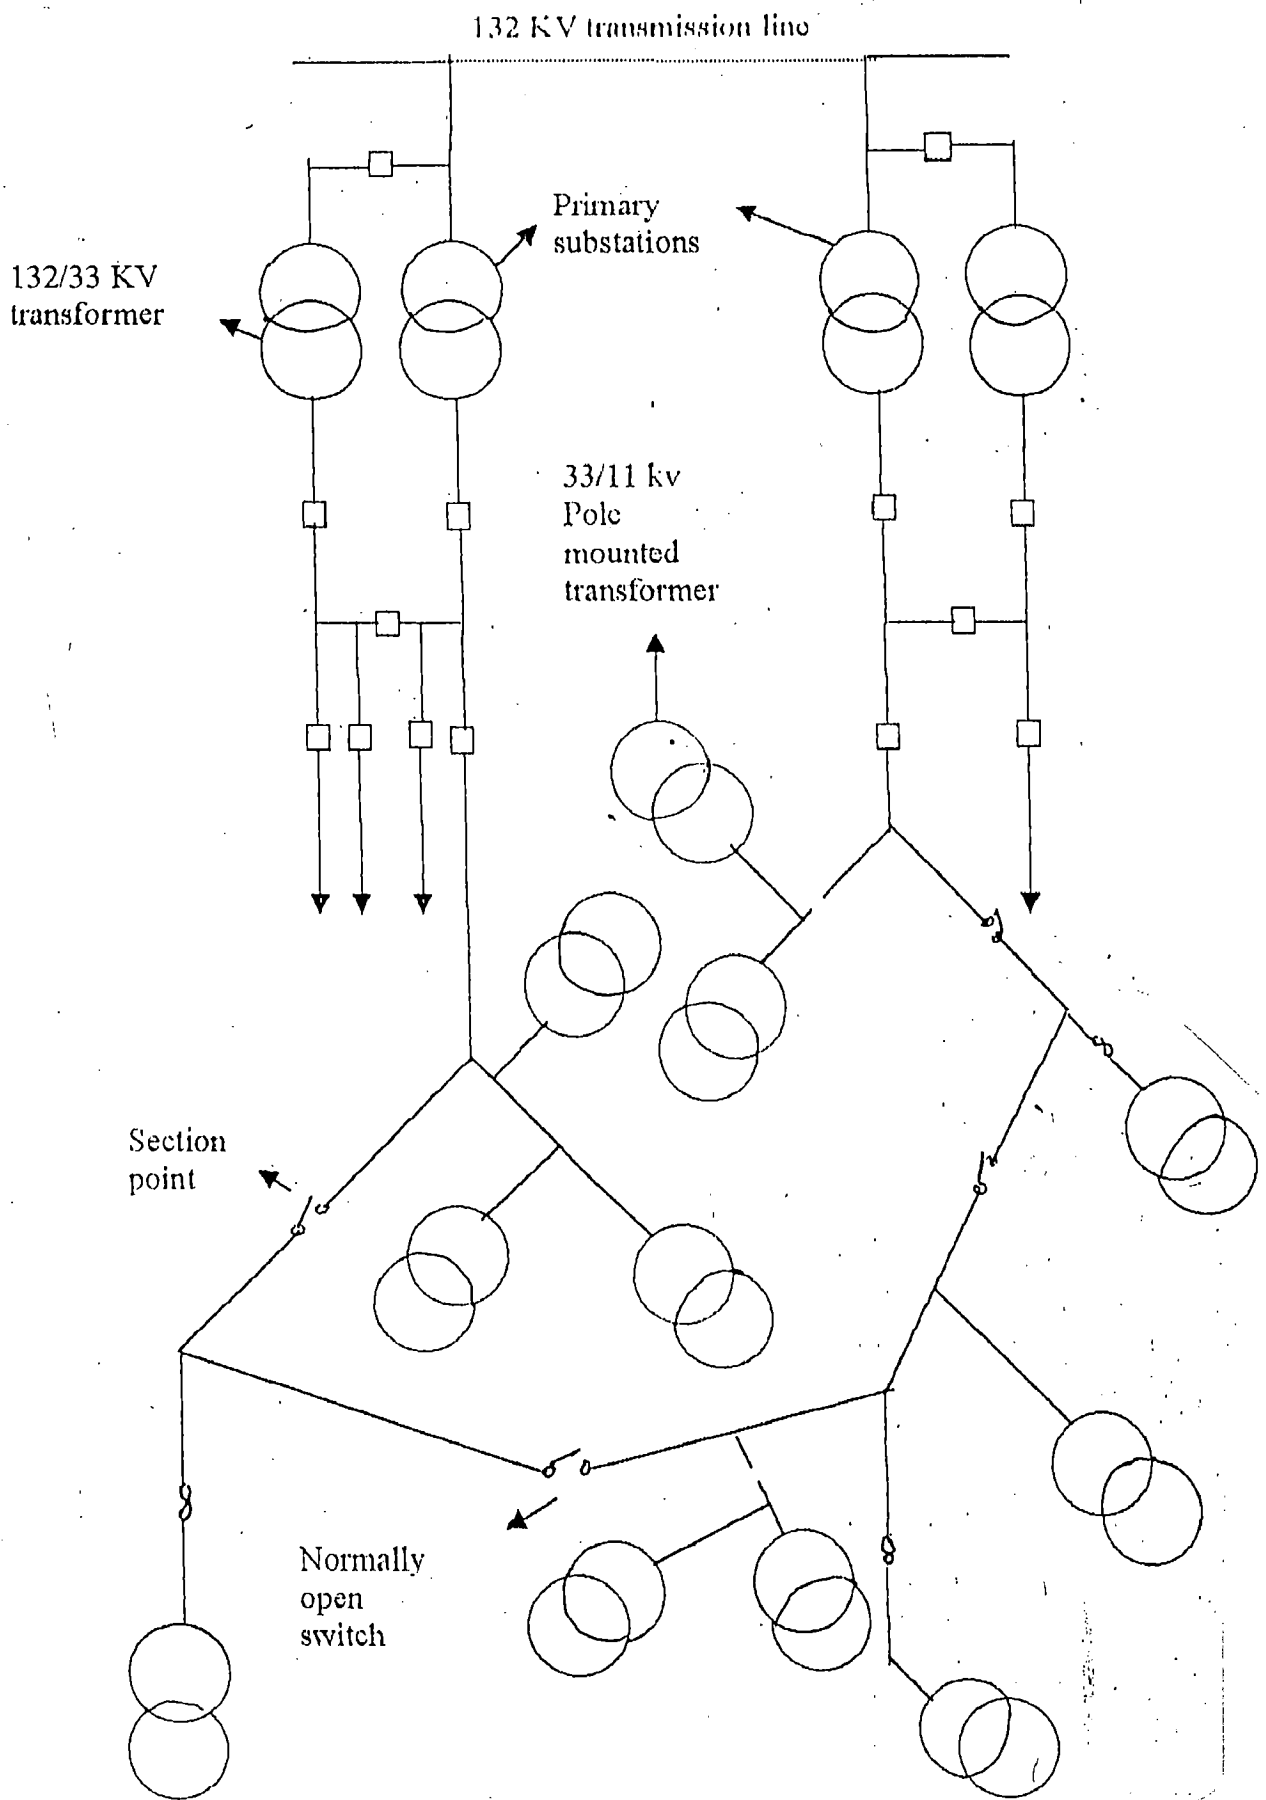 132 KV transmission line
Primary
substations
132/33 KV
transformer
33/11 kv
Pole
mounted
transformer
Section
point
Normally
open
switch